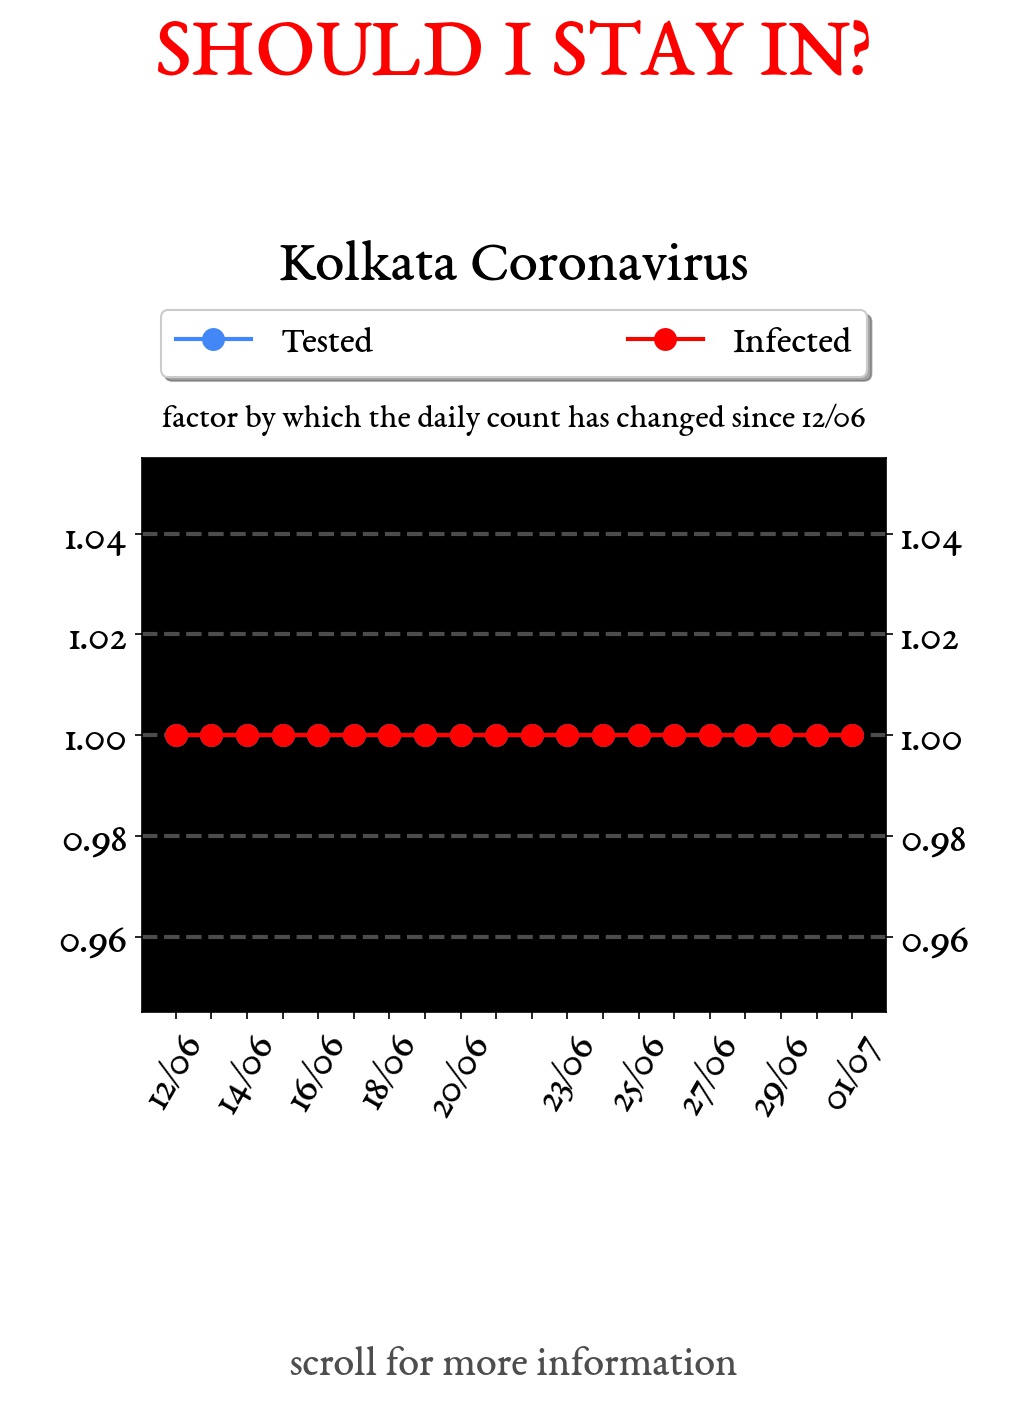 SHOULD I STAY IN?
Kolkata Coronavirus
Tested Infected
factor by which the daily count has changed since 12/06
1.04 1.04
1.02 1.02
1.00 1.00
0.98 0.98
0.96 0.96
12/06 14/06 16/06 18/06 20/06 23/06 25/06 27/06 29/06 01/07
scroll for more information